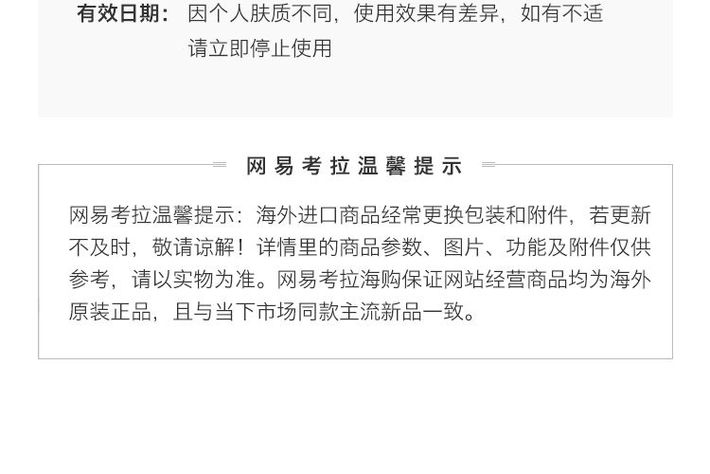 有效日期： 因个人肤质不同，使用效果有差异，如有不适
请立即停止使用
网易考拉温馨提示
网易考拉温馨提示：海外进口商品经常更换包装和附件，若更新
不及时，敬请谅解！详情里的商品参数、图片、功能及附件仅供
参考，请以实物为准。网易考拉海购保证网站经营商品均为海外
原装正品，且与当下市场同款主流新品一致。